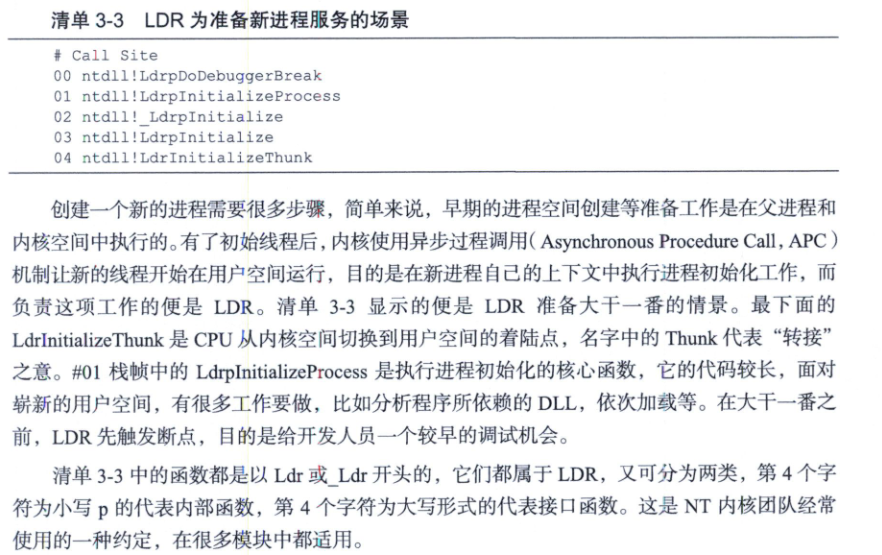 清单 3-3 LDR 为准备新进程服务的场景
# Call Site
00 ntdll!LdrpDoDebuggerBreak
01 ntdll!LdrpInitializeProcess
02 ntdll!_LdrpInitialize
03 ntdll!LdrpInitialize
04 ntdll!LdrInitializeThunk
创建一个新的进程需要很多步骤，简单来说，早期的进程空间创建等准备工作是在父进程和
内核空间中执行的。有了初始线程后，内核使用异步过程调用（Asynchronous Procedure Call，APC）
机制让新的线程开始在用户空间运行，目的是在新进程自己的上下文中执行进程初始化工作，而
负责这项工作的便是 LDR。清单 3-3 显示的便是 LDR 准备大干一番的情景。最下面的
LdrInitializeThunk 是 CPU 从内核空间切换到用户空间的着陆点，名字中的 Thunk 代表“转接”
之意。#01 栈帧中的 LdrpInitializeProcess 是执行进程初始化的核心函数，它的代码较长，面对
崭新的用户空间，有很多工作要做，比如分析程序所依赖的 DLL，依次加载等。在大干一番之
前，LDR 先触发断点，目的是给开发人员一个较早的调试机会。
清单 3-3 中的函数都是以 Ldr 或_Ldr 开头的，它们都属于 LDR，又可分为两类，第 4 个字
符为小写 p 的代表内部函数，第 4 个字符为大写形式的代表接口函数。这是 NT 内核团队经常
使用的一种约定，在很多模块中都适用。